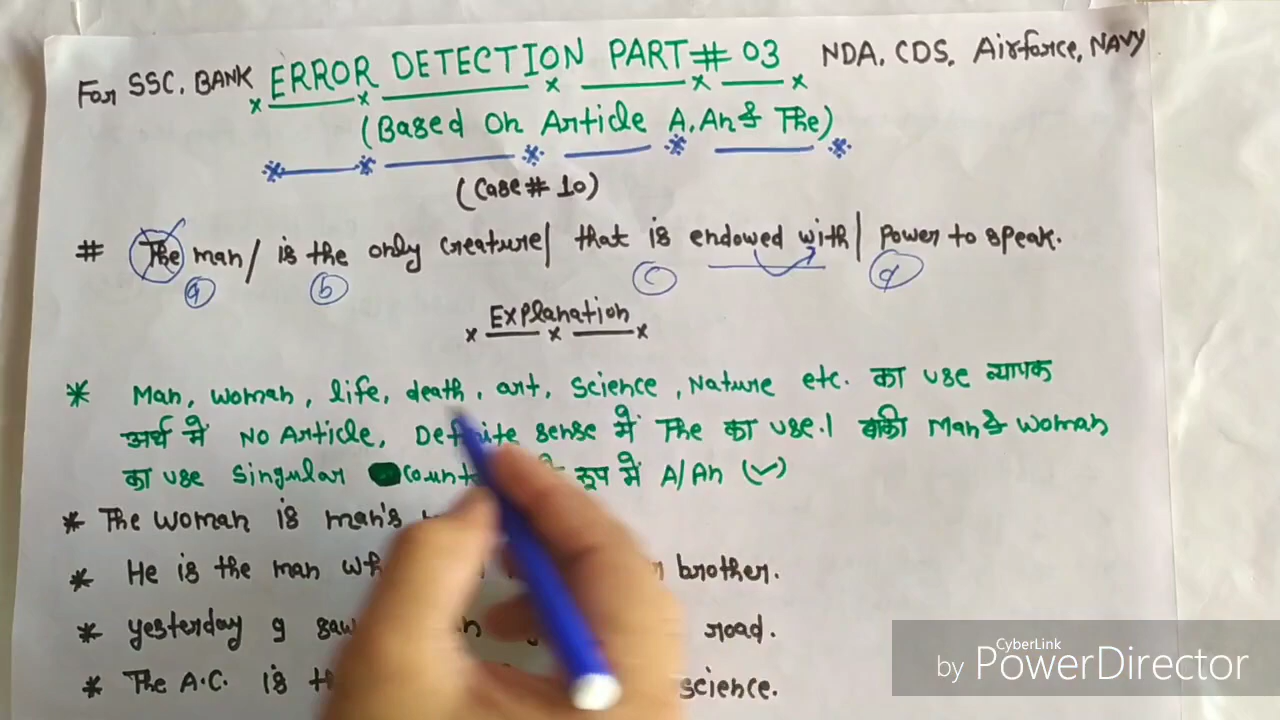 For SSC, BANK ERROR DETECTION PART # 03 NDA, CDS, Airforce, NAVY
(Based On Article A, An & The)
(Case # 10)
# The man/ is the only creature/ that is endowed with/ Power to speak.
a b c d
Explanation
* Man, woman, life, death, art, science, Nature etc. का use व्यापक
अर्थ में No Article, Definite sense में The का use। बाकी Man & woman
का use singular रूप में A/An (✓)
* The woman is man's
* He is the man brother.
* yesterday I saw road.
* The A.C. is science.
CyberLink
by PowerDirector